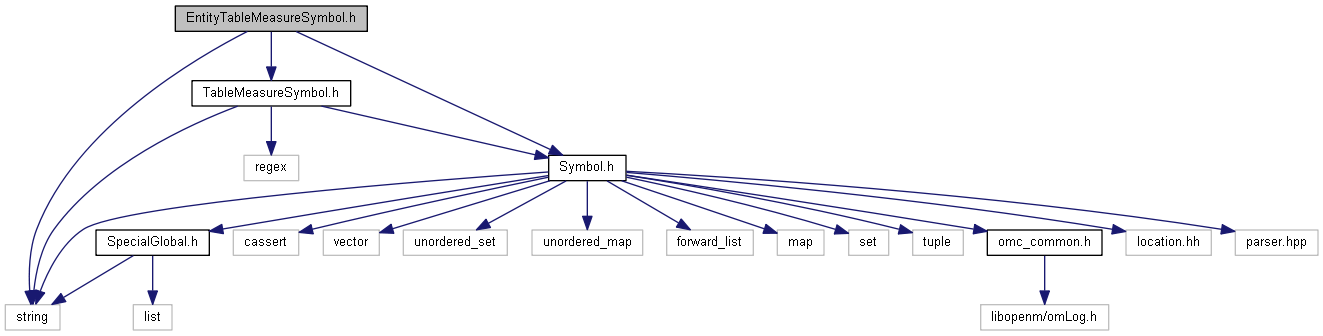 EntityTableMeasureSymbol.h
TableMeasureSymbol.h
regex
Symbol.h
SpecialGlobal.h
cassert
vector
unordered_set
unordered_map
forward_list
map
set
tuple
omc_common.h
location.hh
parser.hpp
string
list
libopenm/omLog.h